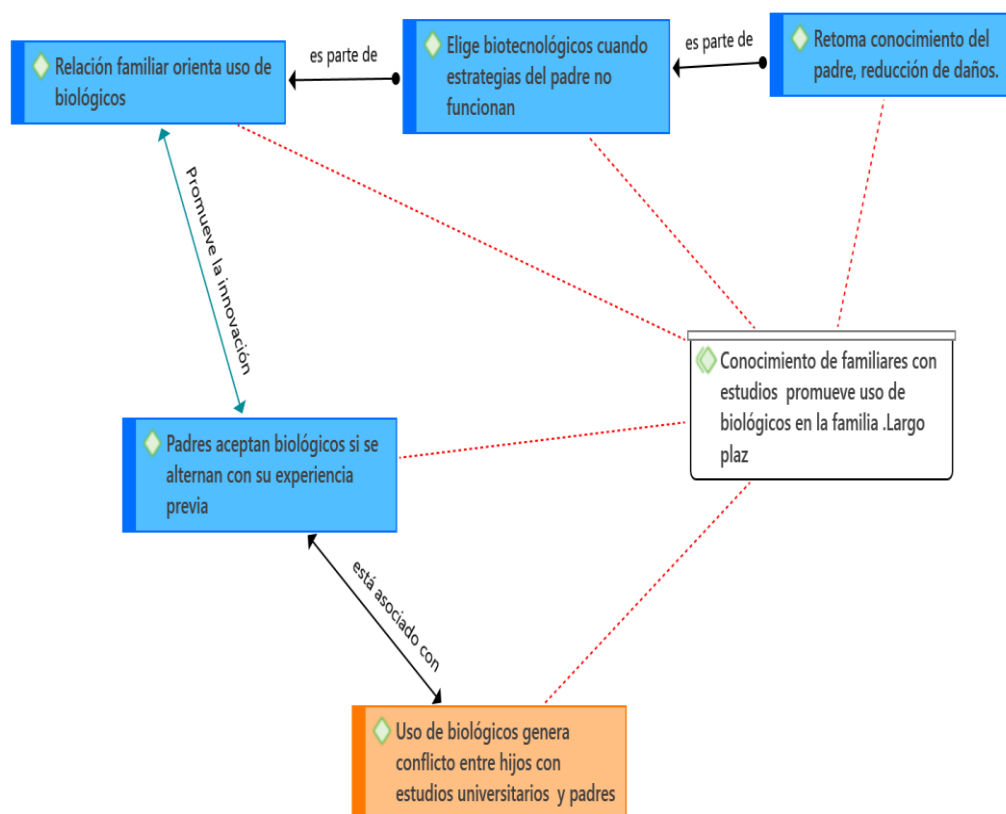 Relación familiar orienta uso de
biológicos
es parte de
Elige biotecnológicos cuando
estrategias del padre no
funcionan
es parte de
Retoma conocimiento del
padre, reducción de daños.
Promueve la innovación
Conocimiento de familiares con
estudios promueve uso de
biológicos en la familia .Largo
plaz
Padres aceptan biológicos si se
alternan con su experiencia
previa
está asociado con
Uso de biológicos genera
conflicto entre hijos con
estudios universitarios y padres